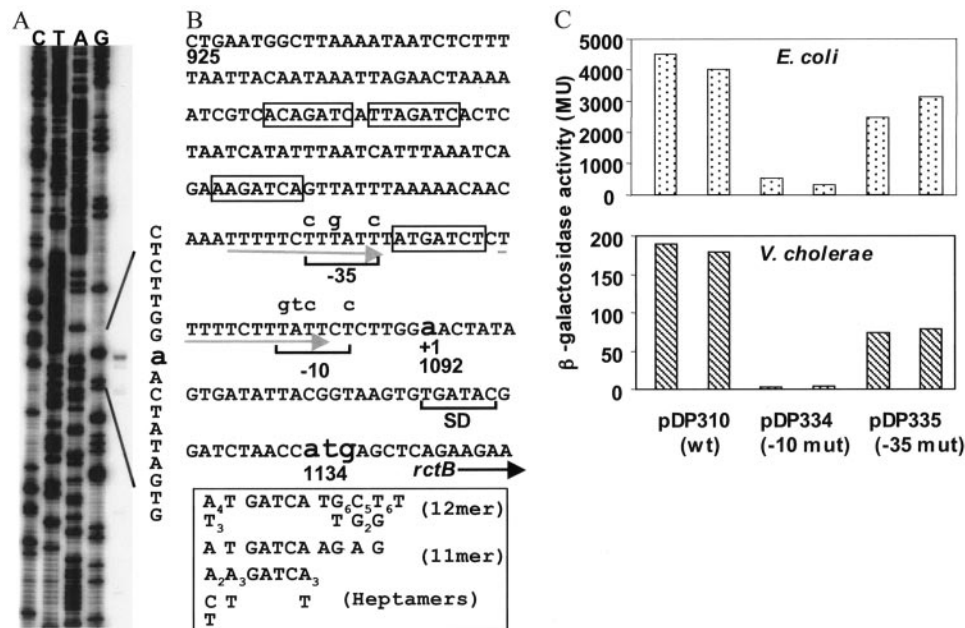 A
C T A G
C
T
C
T
T
G
G
a
A
C
T
A
T
A
G
T
G
B
CTGAATGGCTTAAAATAATCTCTTT
925
TAATTACAATAAATTAGAACTAAAA
ATCGTCACAGATCATTAGATCACTC
TAATCATATTTAATCATTTAAATCA
GAAAGATCAGTTATTTAAAAACAAC
c g c
AAATTTTTCTTTATTTATGATCTCT
-35
gtc c
TTTTCTTTATTCTCTTGGaACTATA
-10
+1
1092
GTGATATTACGGTAAGTGTGATACG
SD
GATCTAACCatgAGCTCAGAAGAA
1134
rctB
A4T GATCA TG6C5T6T
T3 T G2G
(12mer)
A T GATCA AG A G
(11mer)
A2A3GATCA3
C T T
T
(Heptamers)
C
β -galactosidase activity (MU)
5000
4000
3000
2000
1000
0
E. coli
200
150
100
50
0
V. cholerae
pDP310 pDP334 pDP335
(wt) (-10 mut) (-35 mut)